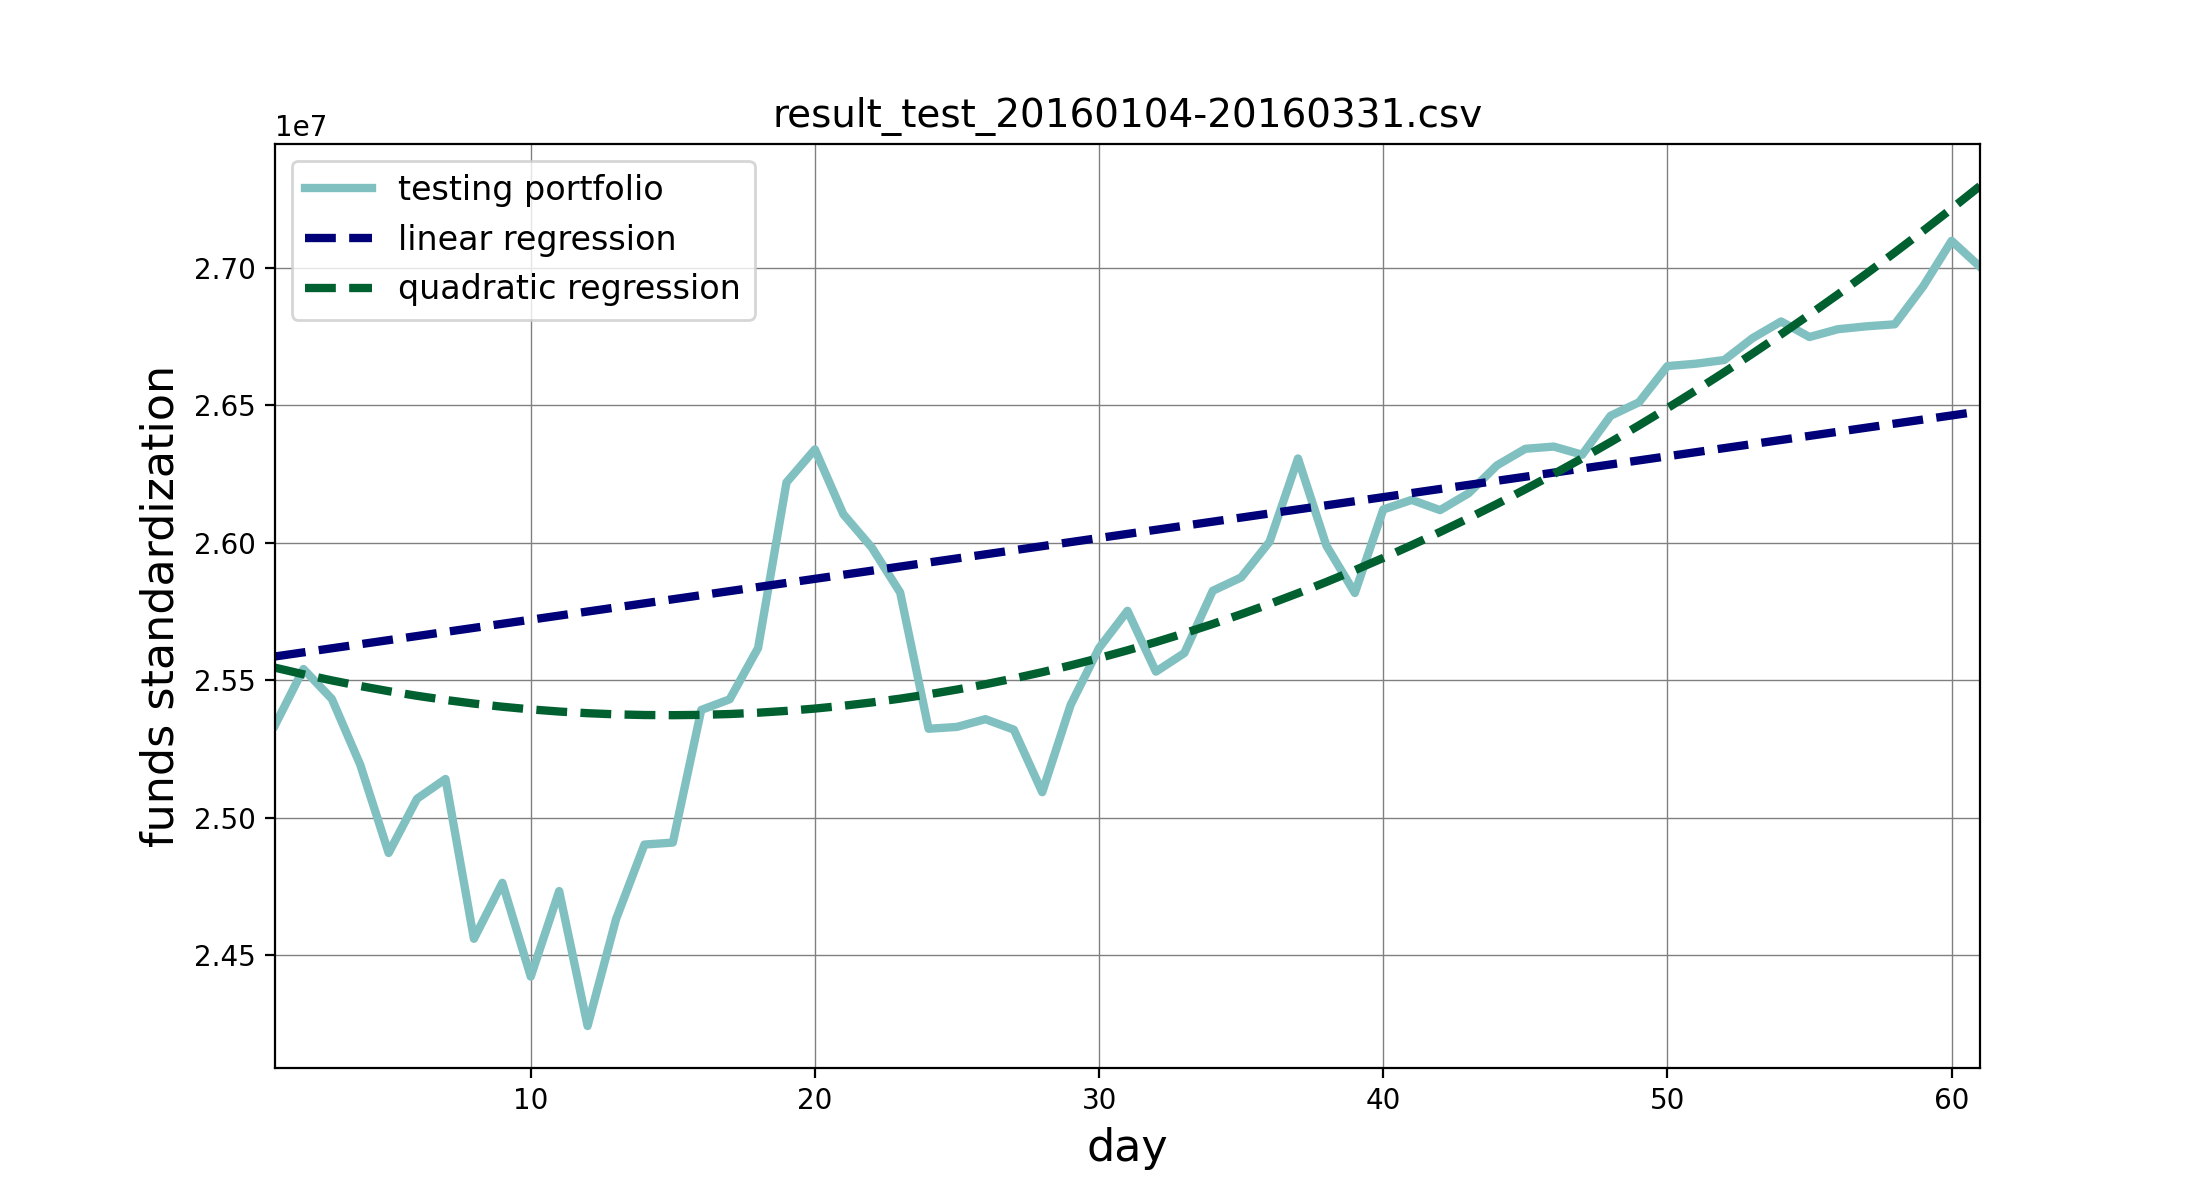 result_test_20160104-20160331.csv
1e7
testing portfolio
linear regression
quadratic regression
2.70
2.65
2.60
2.55
2.50
2.45
funds standardization
10 20 30 40 50 60
day